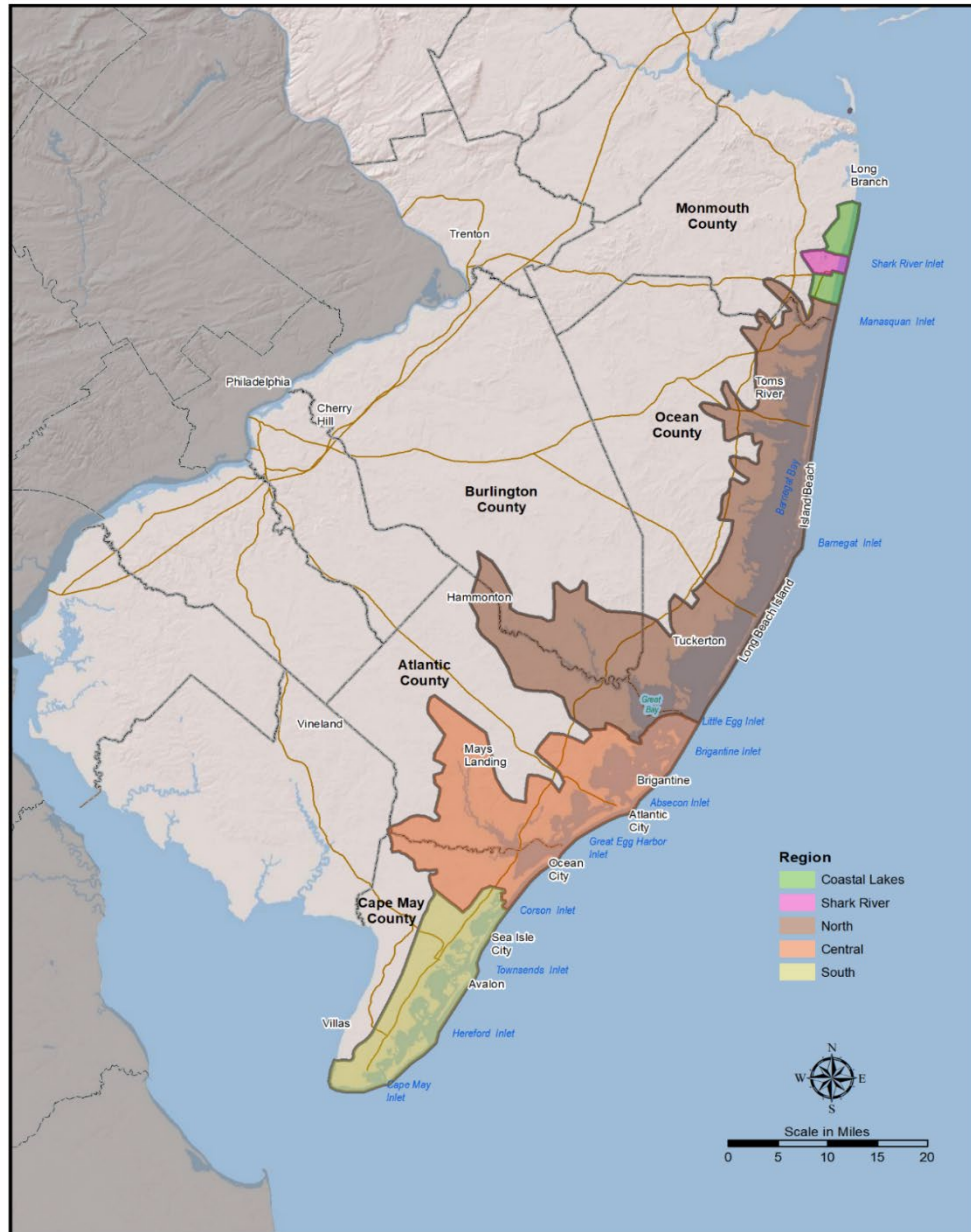 Long
Branch
Monmouth
County
Trenton
Shark River Inlet
Manasquan Inlet
Philadelphia
Toms
River
Cherry
Hill
Ocean
County
Barnegat Bay
Island Beach
Burlington
County
Barnegat Inlet
Hammonton
Long Beach Island
Tuckerton
Atlantic
County
Great
Bay
Little Egg Inlet
Vineland
Mays
Landing
Brigantine Inlet
Brigantine
Absecon Inlet
Atlantic
City
Great Egg Harbor
Inlet
Ocean
City
Region
Coastal Lakes
Shark River
North
Central
South
Cape May
County
Corson Inlet
Sea Isle
City
Townsends Inlet
Avalon
Villas
Hereford Inlet
Cape May
Inlet
N
W E
S
Scale in Miles
0 5 10 15 20